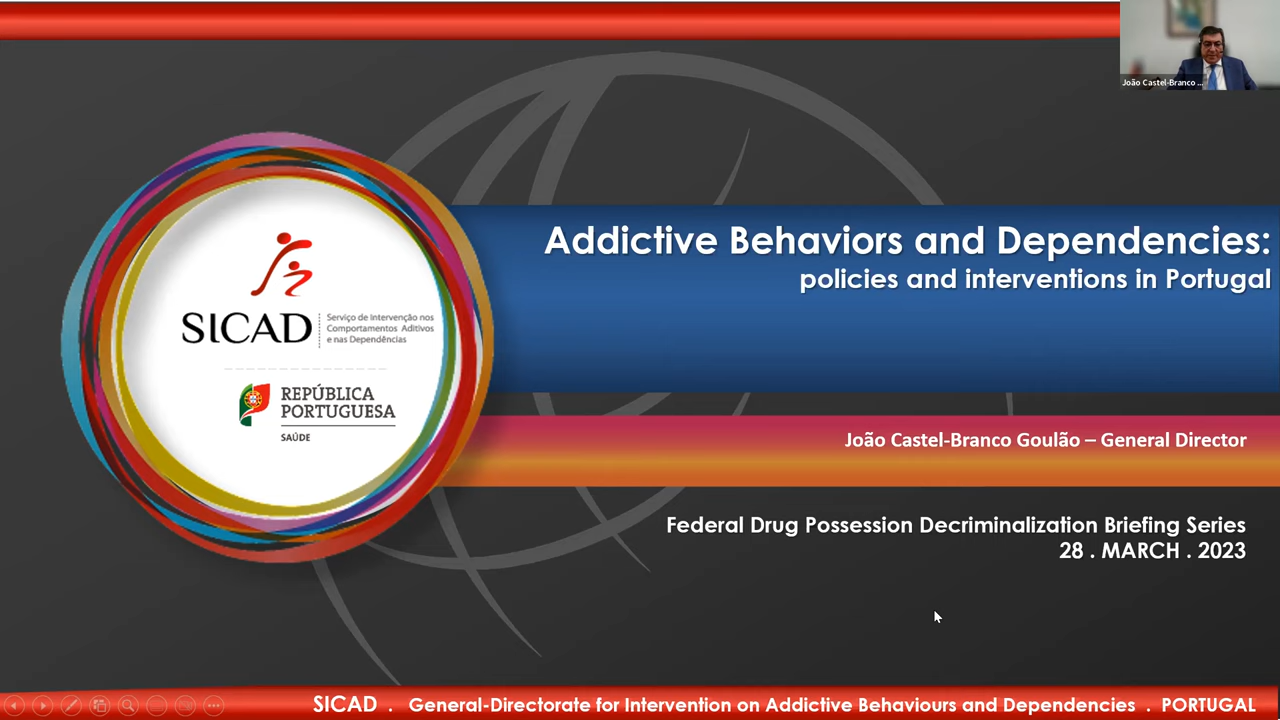 João Castel-Branco ...
Addictive Behaviors and Dependencies:
policies and interventions in Portugal
SICAD
Serviço de Intervenção nos
Comportamentos Aditivos
e nas Dependências
REPÚBLICA
PORTUGUESA
SAÚDE
João Castel-Branco Goulão – General Director
Federal Drug Possession Decriminalization Briefing Series
28 . MARCH . 2023
SICAD . General-Directorate for Intervention on Addictive Behaviours and Dependencies . PORTUGAL